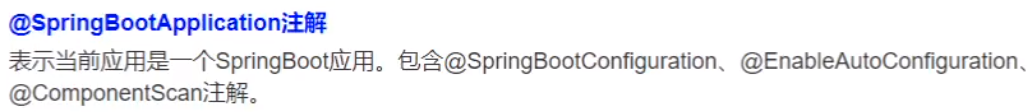 @SpringBootApplication注解
表示当前应用是一个SpringBoot应用。包含@SpringBootConfiguration、@EnableAutoConfiguration、
@ComponentScan注解。